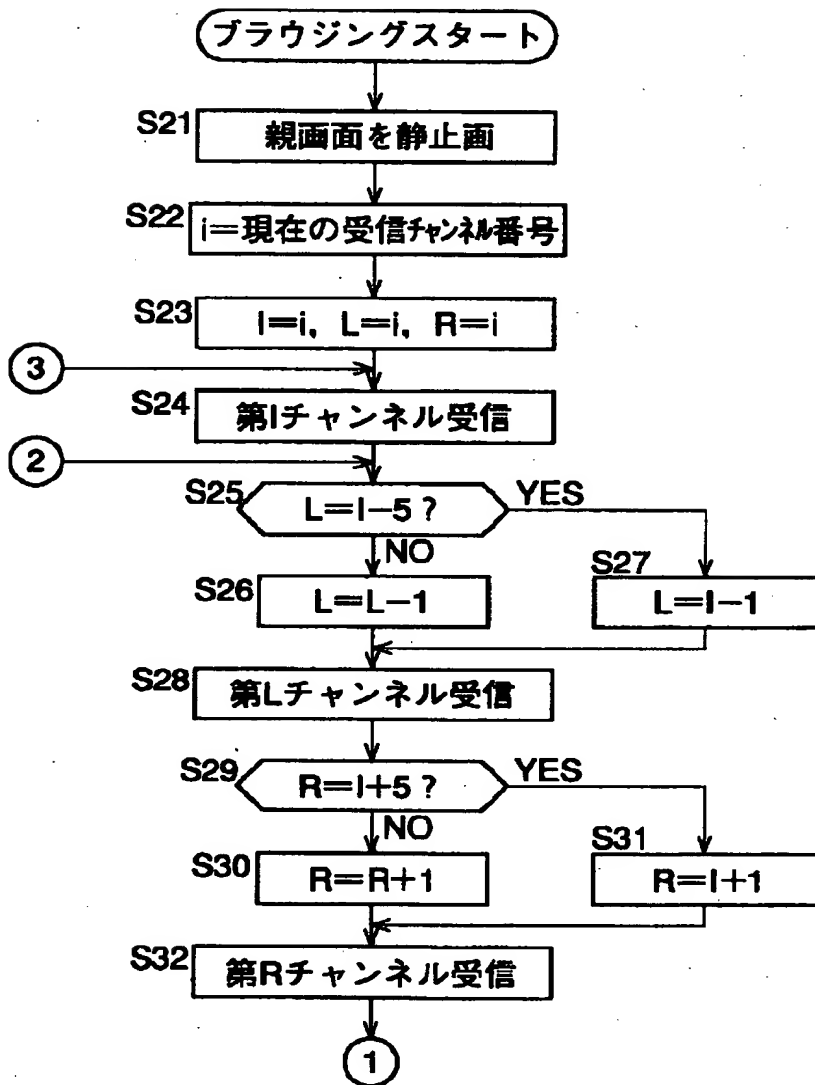 ブラウジングスタート
S21
親画面を静止画
S22
i=現在の受信チャンネル番号
S23
I=i, L=i, R=i
3
S24
第Iチャンネル受信
2
S25
L=I−5?
YES
NO
S26
L=L−1
S27
L=I−1
S28
第Lチャンネル受信
S29
R=I+5?
YES
NO
S30
R=R+1
S31
R=I+1
S32
第Rチャンネル受信
1